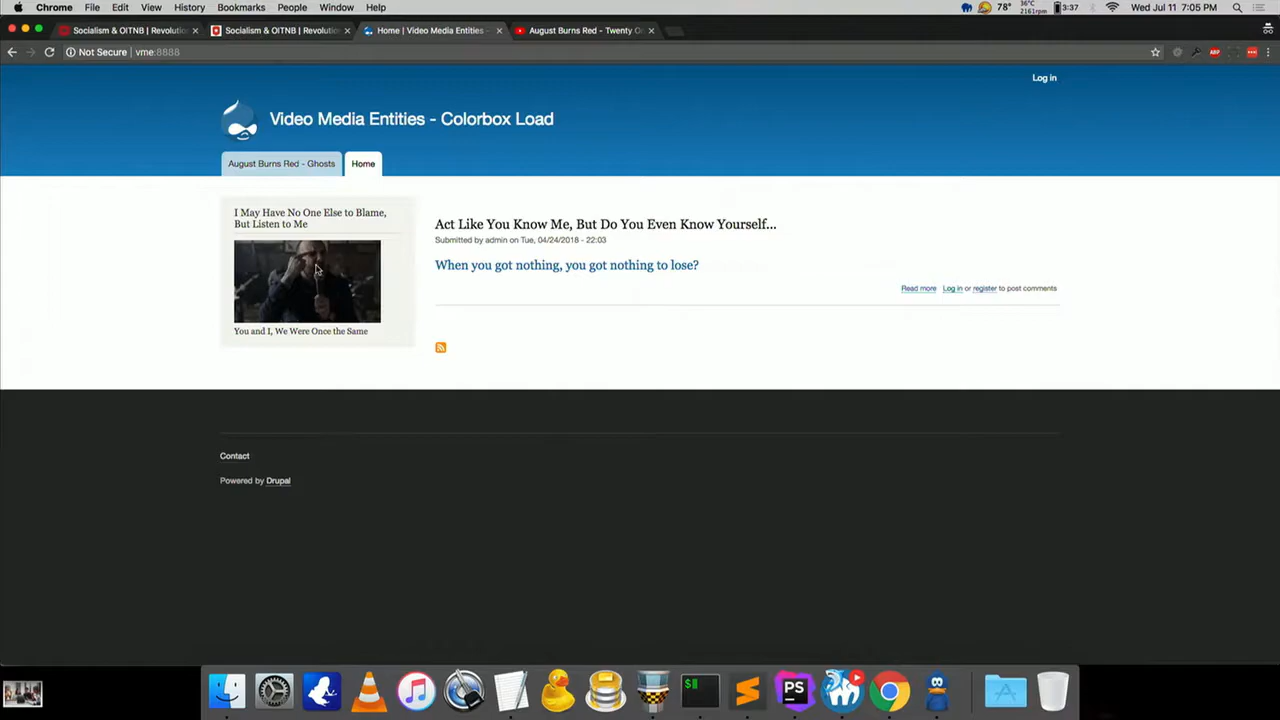 Chrome File Edit View History Bookmarks People Window Help
78° 36°C 2161rpm 3:37 Wed Jul 11 7:05 PM
Socialism & OITNB | Revolutio
Socialism & OITNB | Revolutio
Home | Video Media Entities -
August Burns Red - Twenty O
Not Secure vme:8888
ABP
Log in
Video Media Entities - Colorbox Load
August Burns Red - Ghosts
Home
I May Have No One Else to Blame,
But Listen to Me
You and I, We Were Once the Same
Act Like You Know Me, But Do You Even Know Yourself...
Submitted by admin on Tue, 04/24/2018 - 22:03
When you got nothing, you got nothing to lose?
Read more Log in or register to post comments
Contact
Powered by Drupal
$
PS